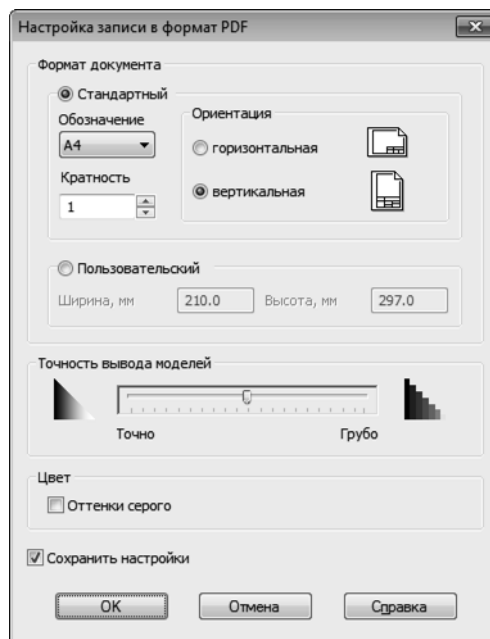 Настройка записи в формат PDF
Формат документа
Стандартный
Обозначение
A4
Кратность
1
Ориентация
горизонтальная
вертикальная
Пользовательский
Ширина, мм 210.0 Высота, мм 297.0
Точность вывода моделей
Точно Грубо
Цвет
Оттенки серого
Сохранить настройки
OK Отмена Справка